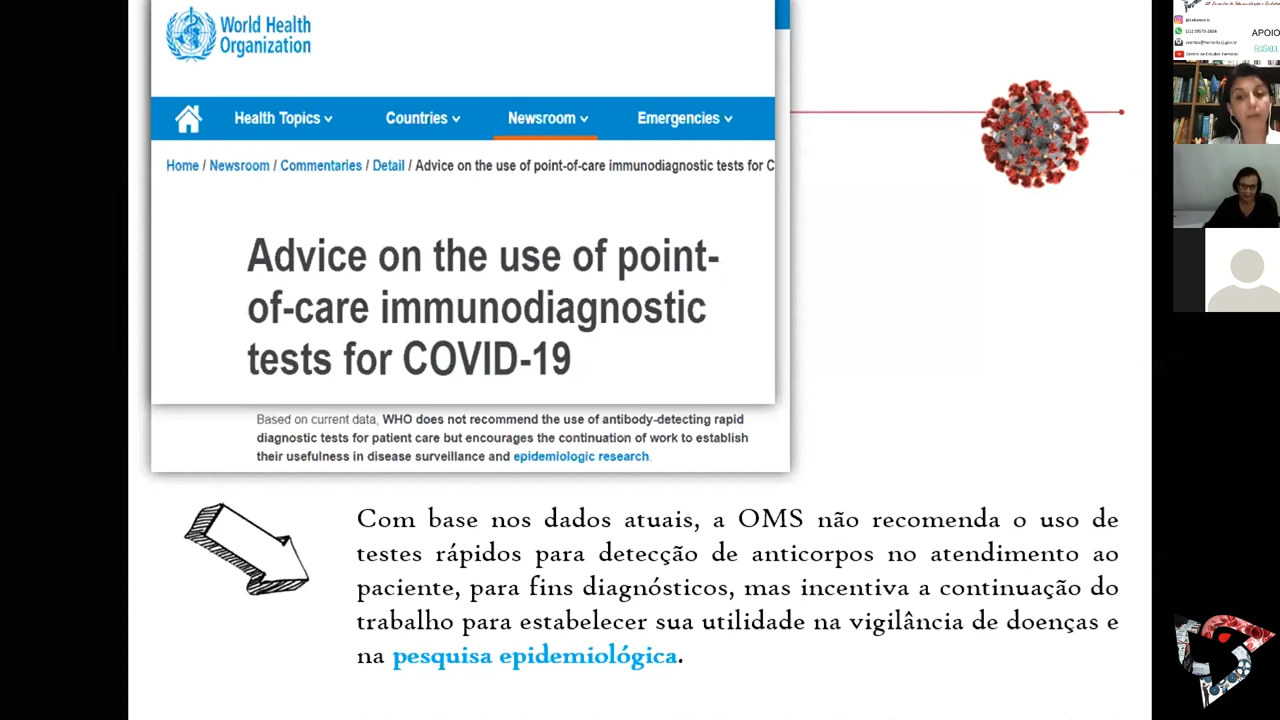 World Health
Organization
Health Topics
Countries
Newsroom
Emergencies
Home / Newsroom / Commentaries / Detail / Advice on the use of point-of-care immunodiagnostic tests for C
Advice on the use of point-
of-care immunodiagnostic
tests for COVID-19
Based on current data, WHO does not recommend the use of antibody-detecting rapid
diagnostic tests for patient care but encourages the continuation of work to establish
their usefulness in disease surveillance and epidemiologic research.
Com base nos dados atuais, a OMS não recomenda o uso de
testes rápidos para detecção de anticorpos no atendimento ao
paciente, para fins diagnósticos, mas incentiva a continuação do
trabalho para estabelecer sua utilidade na vigilância de doenças e
na pesquisa epidemiológica.
APOIO